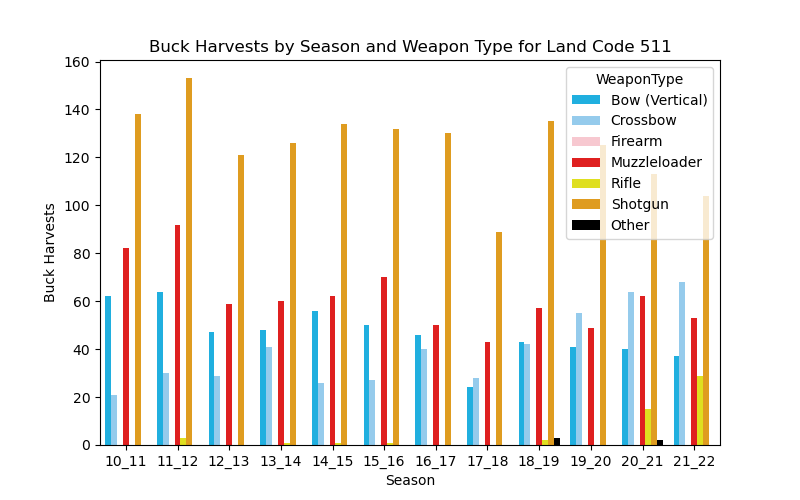 Buck Harvests by Season and Weapon Type for Land Code 511
160
140
120
100
80
60
40
20
0
Buck Harvests
WeaponType
Bow (Vertical)
Crossbow
Firearm
Muzzleloader
Rifle
Shotgun
Other
10_11 11_12 12_13 13_14 14_15 15_16 16_17 17_18 18_19 19_20 20_21 21_22
Season